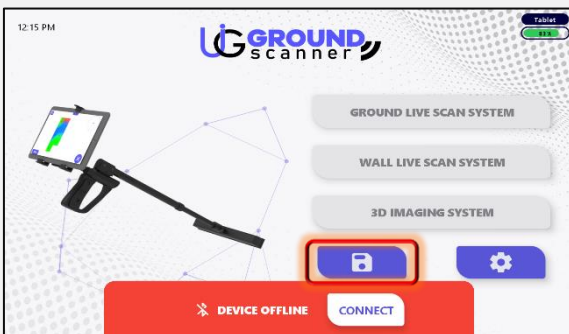 12:15 PM
Tablet
UIG GROUND
scanner
GROUND LIVE SCAN SYSTEM
WALL LIVE SCAN SYSTEM
3D IMAGING SYSTEM
DEVICE OFFLINE
CONNECT